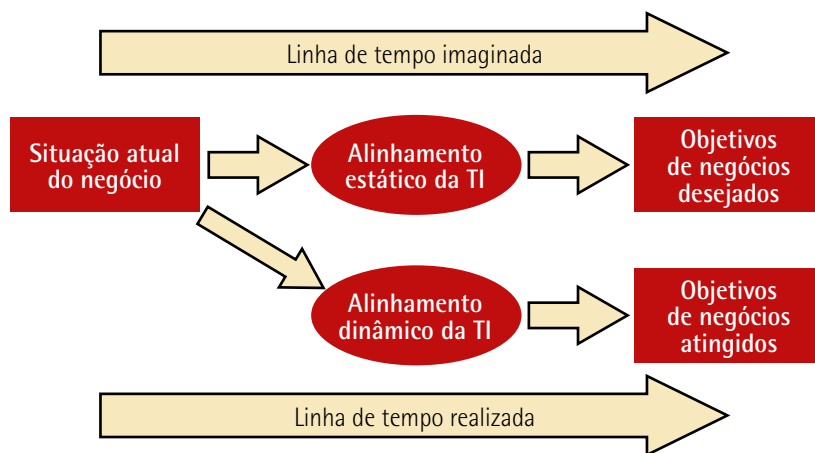 Linha de tempo imaginada
Situação atual
do negócio
Alinhamento
estático da TI
Objetivos
de negócios
desejados
Alinhamento
dinâmico da TI
Objetivos
de negócios
atingidos
Linha de tempo realizada